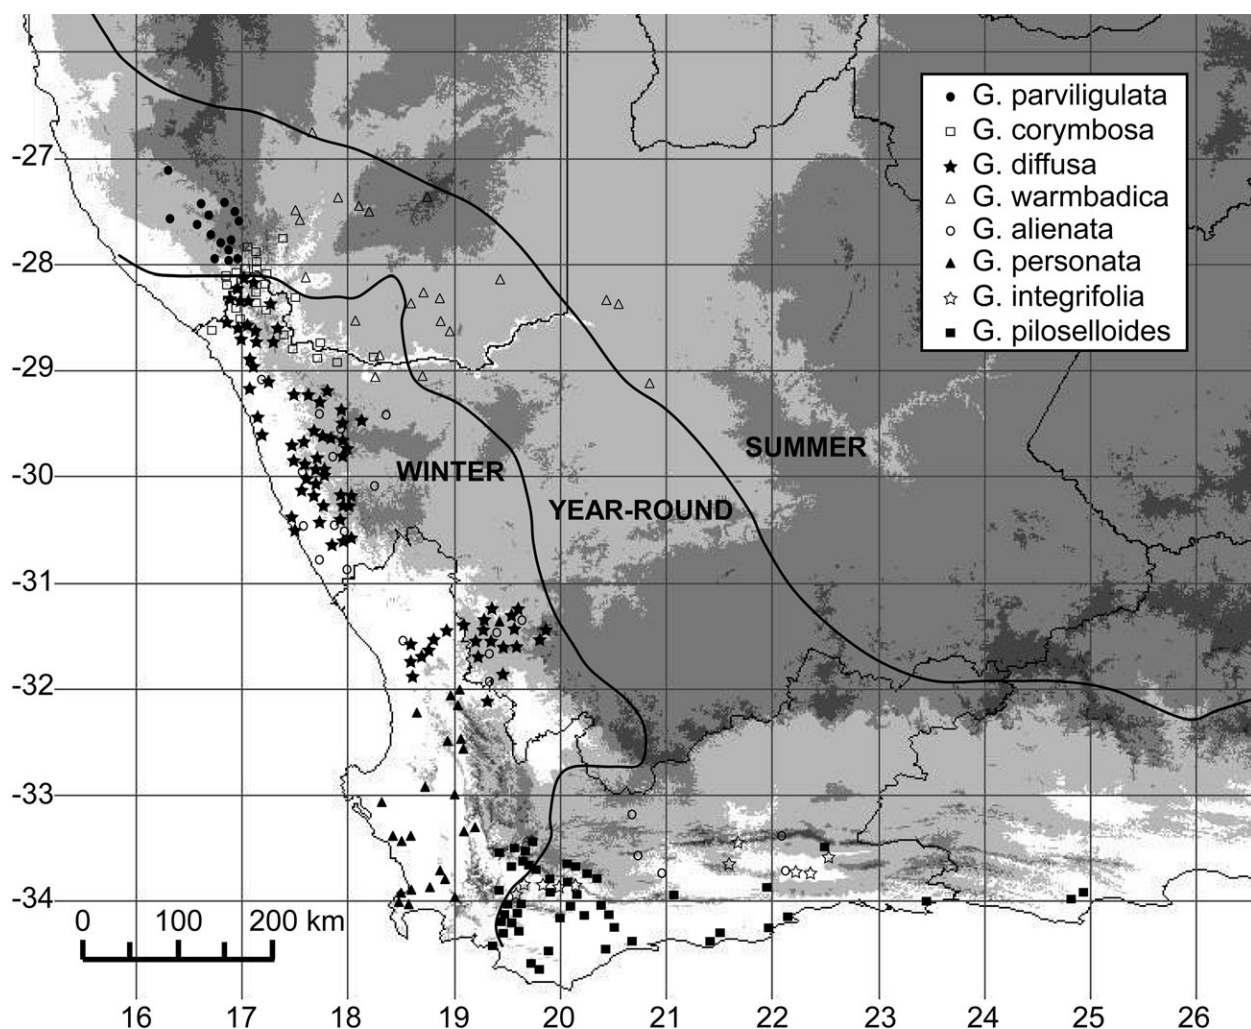 G. parviligulata
G. corymbosa
G. diffusa
G. warmbadica
G. alienata
G. personata
G. integrifolia
G. piloselloides
-27
-28
-29
-30
-31
-32
-33
-34
SUMMER
WINTER
YEAR-ROUND
0 100 200 km
16 17 18 19 20 21 22 23 24 25 26